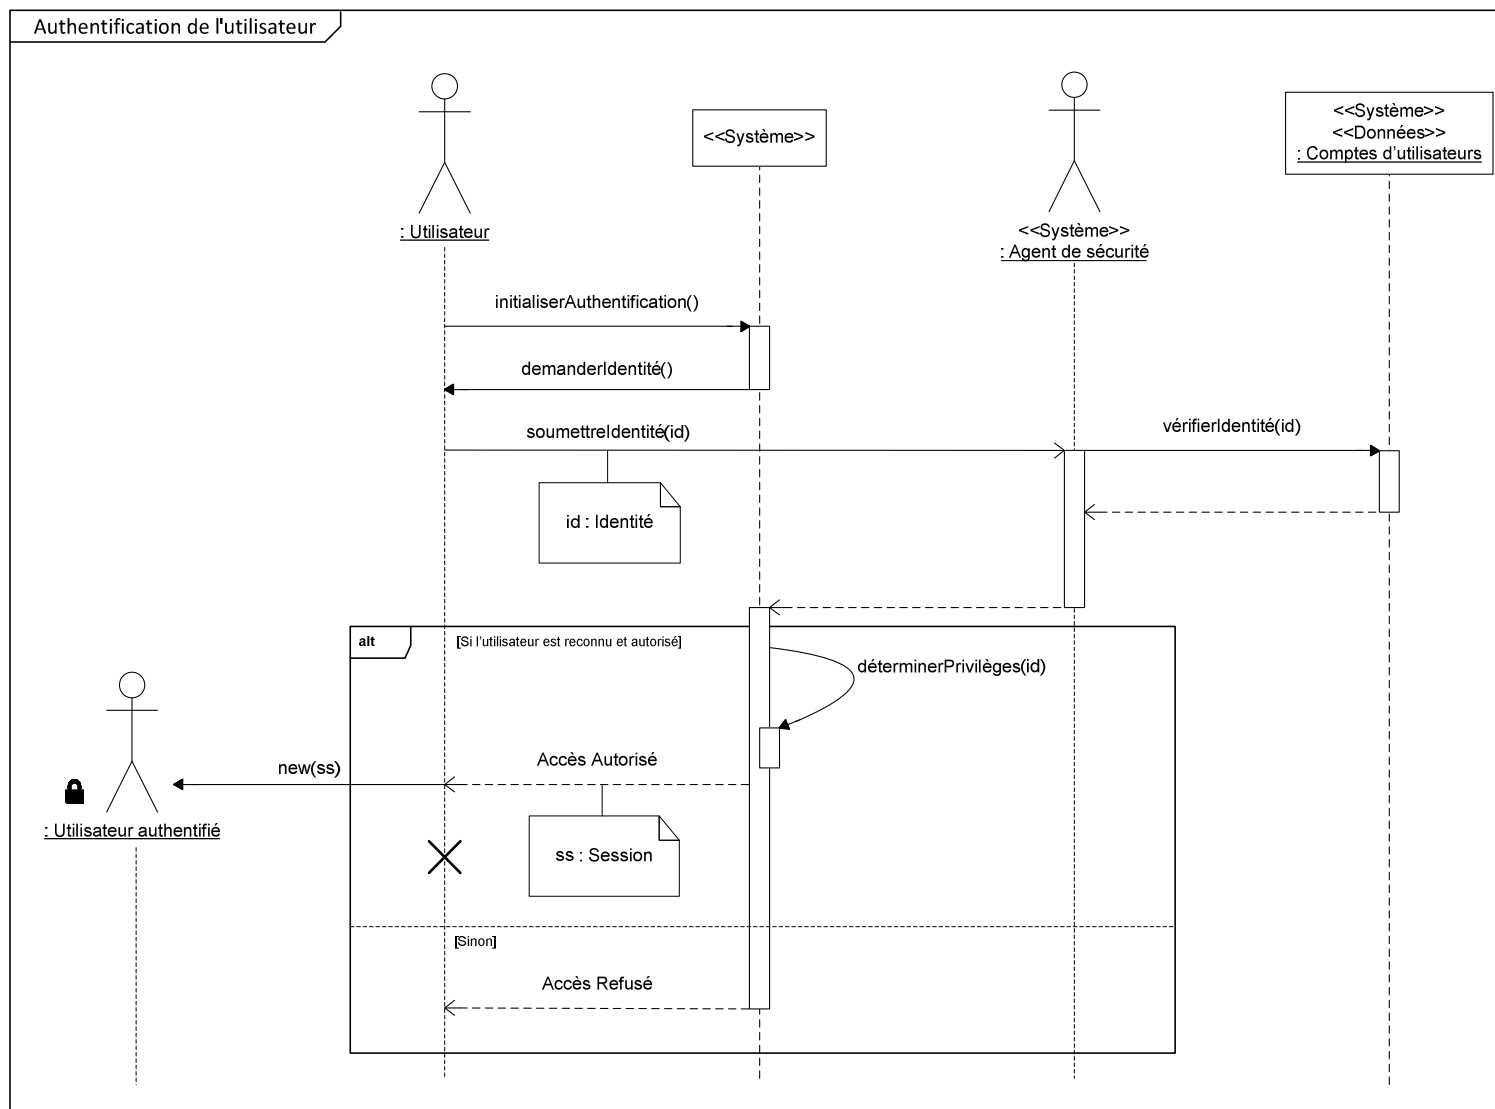 Authentification de l'utilisateur
<<Système>>
<<Système>>
<<Données>>
: Comptes d'utilisateurs
: Utilisateur
<<Système>>
: Agent de sécurité
initialiserAuthentification()
demanderIdentité()
soumettreIdentité(id)
vérifierIdentité(id)
id : Identité
alt
[Si l'utilisateur est reconnu et autorisé]
déterminerPrivilèges(id)
Accès Autorisé
new(ss)
: Utilisateur authentifié
ss : Session
[Sinon]
Accès Refusé